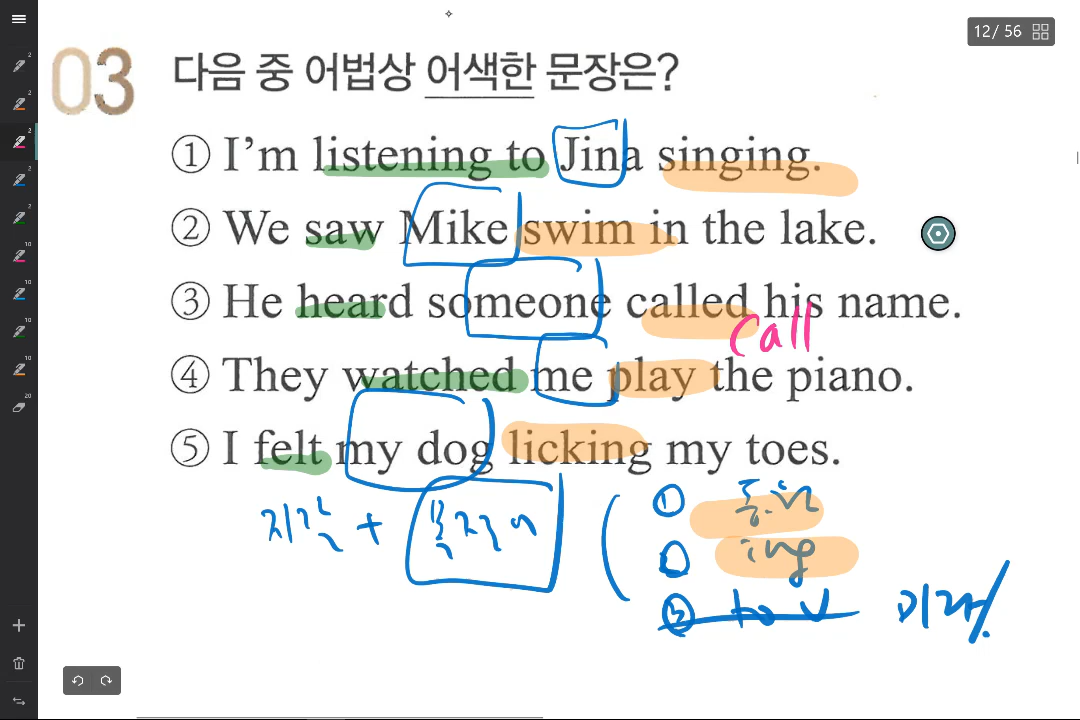 12/ 56
03 다음 중 어법상 어색한 문장은?
① I'm listening to Jina singing.
② We saw Mike swim in the lake.
③ He heard someone called his name.
call
④ They watched me play the piano.
⑤ I felt my dog licking my toes.
지각 + 목적어 ( ① 동.원
② ing
③ to V 미래